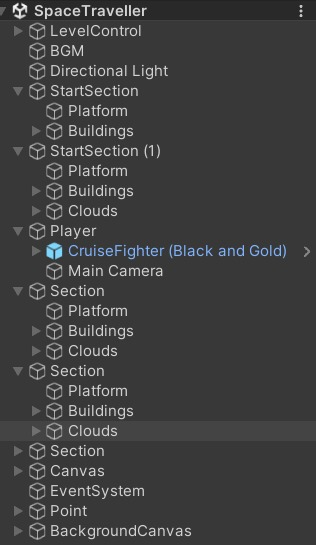 SpaceTraveller
LevelControl
BGM
Directional Light
StartSection
Platform
Buildings
StartSection (1)
Platform
Buildings
Clouds
Player
CruiseFighter (Black and Gold)
Main Camera
Section
Platform
Buildings
Clouds
Section
Platform
Buildings
Clouds
Section
Canvas
EventSystem
Point
BackgroundCanvas